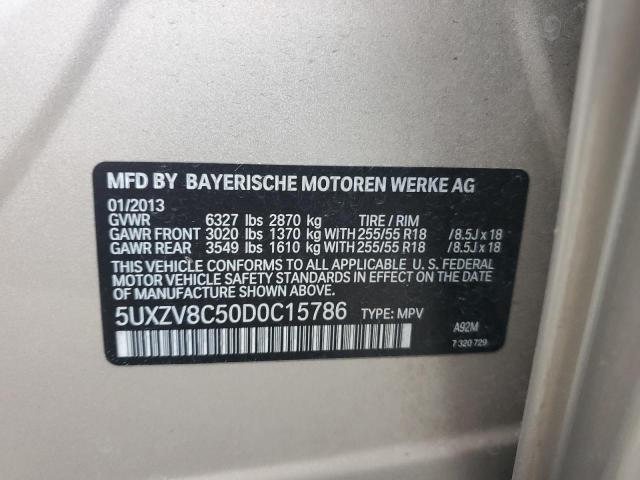 MFD BY BAYERISCHE MOTOREN WERKE AG
01/2013
GVWR 6327 lbs 2870 kg TIRE / RIM
GAWR FRONT 3020 lbs 1370 kg WITH 255/55 R18 /8.5J x 18
GAWR REAR 3549 lbs 1610 kg WITH 255/55 R18 /8.5J x 18
THIS VEHICLE CONFORMS TO ALL APPLICABLE U. S. FEDERAL
MOTOR VEHICLE SAFETY STANDARDS IN EFFECT ON THE DATE
OF MANUFACTURE SHOWN ABOVE.
5UXZV8C50D0C15786 TYPE: MPV
A92M
7 320 729